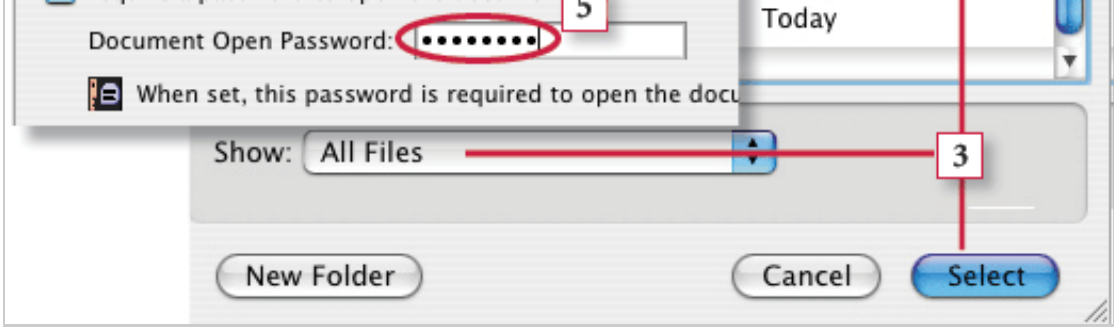 5
Today
Document Open Password: ••••••••
When set, this password is required to open the docu
Show: All Files
3
New Folder
Cancel
Select